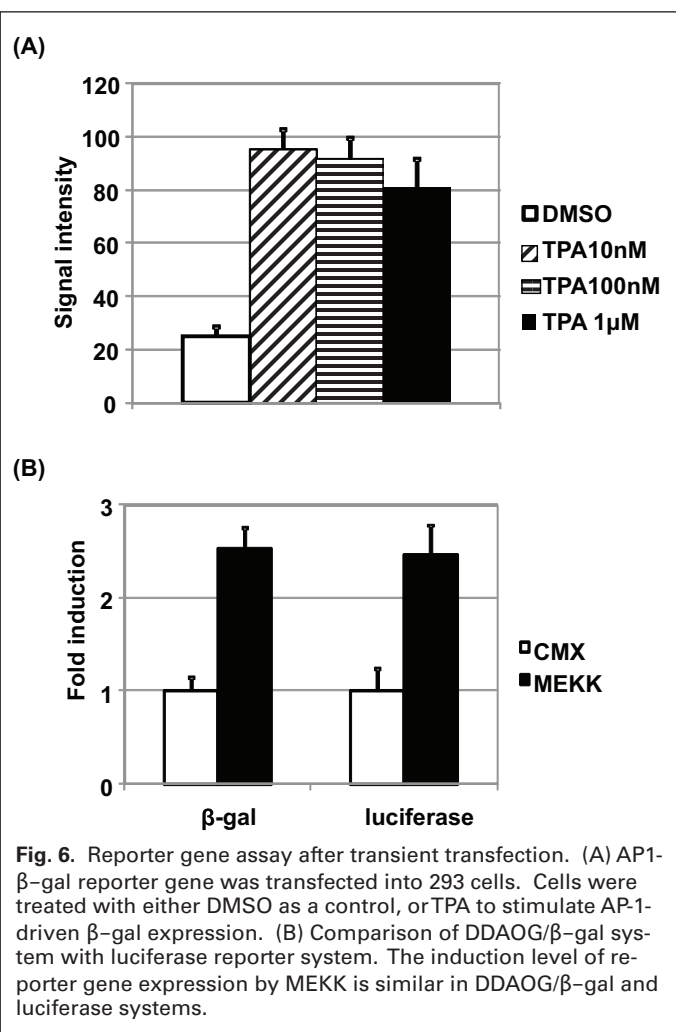 (A)
120
100
80
60
40
20
0
Signal intensity
DMSO
TPA10nM
TPA100nM
TPA 1µM
(B)
3
2
1
0
Fold induction
CMX
MEKK
β-gal luciferase
Fig. 6. Reporter gene assay after transient transfection. (A) AP1-
β–gal reporter gene was transfected into 293 cells. Cells were
treated with either DMSO as a control, or TPA to stimulate AP-1-
driven β–gal expression. (B) Comparison of DDAOG/β–gal sys-
tem with luciferase reporter system. The induction level of re-
porter gene expression by MEKK is similar in DDAOG/β–gal and
luciferase systems.